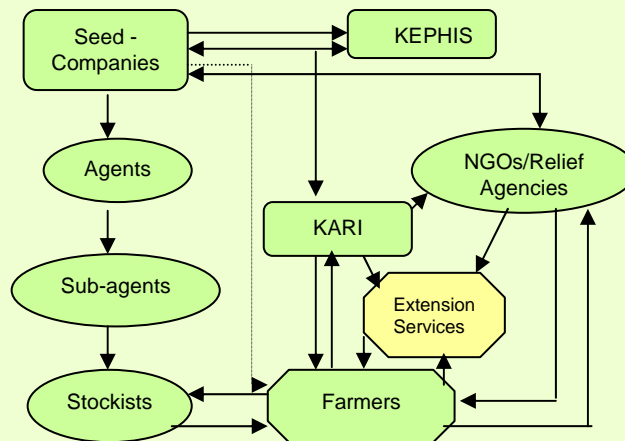 Seed -
Companies
KEPHIS
Agents
NGOs/Relief
Agencies
KARI
Sub-agents
Extension
Services
Stockists
Farmers